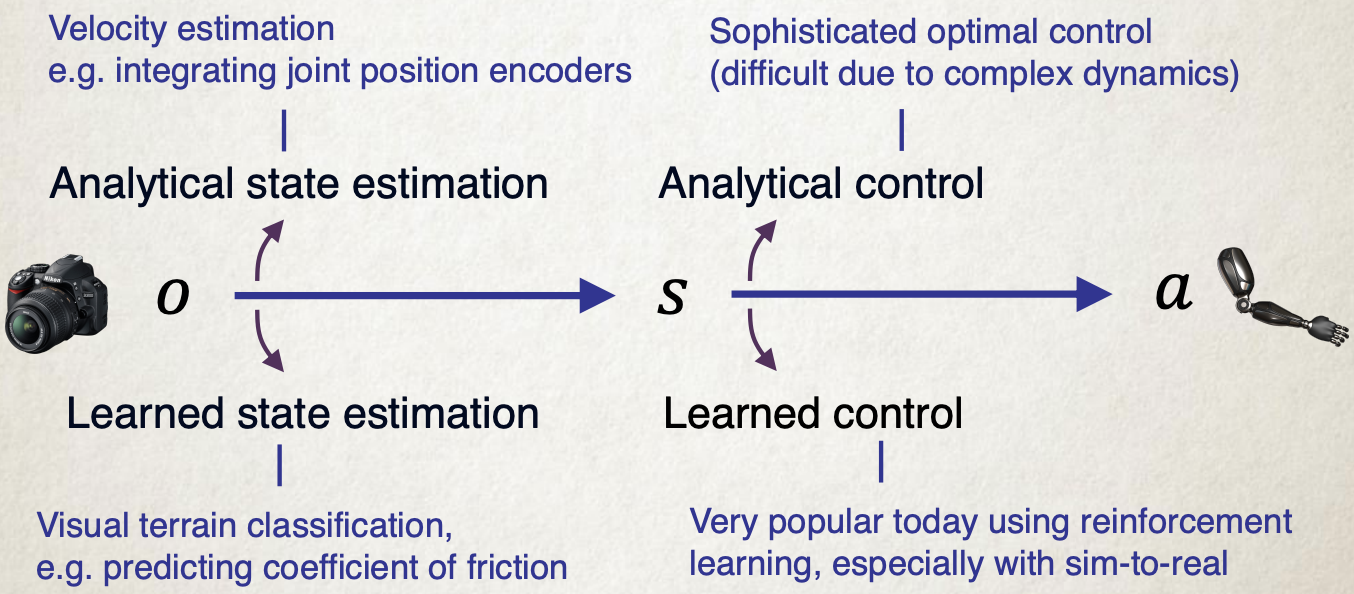 Velocity estimation
e.g. integrating joint position encoders
Sophisticated optimal control
(difficult due to complex dynamics)
Analytical state estimation
Analytical control
Nikon
o
s
a
Learned state estimation
Learned control
Visual terrain classification,
e.g. predicting coefficient of friction
Very popular today using reinforcement
learning, especially with sim-to-real